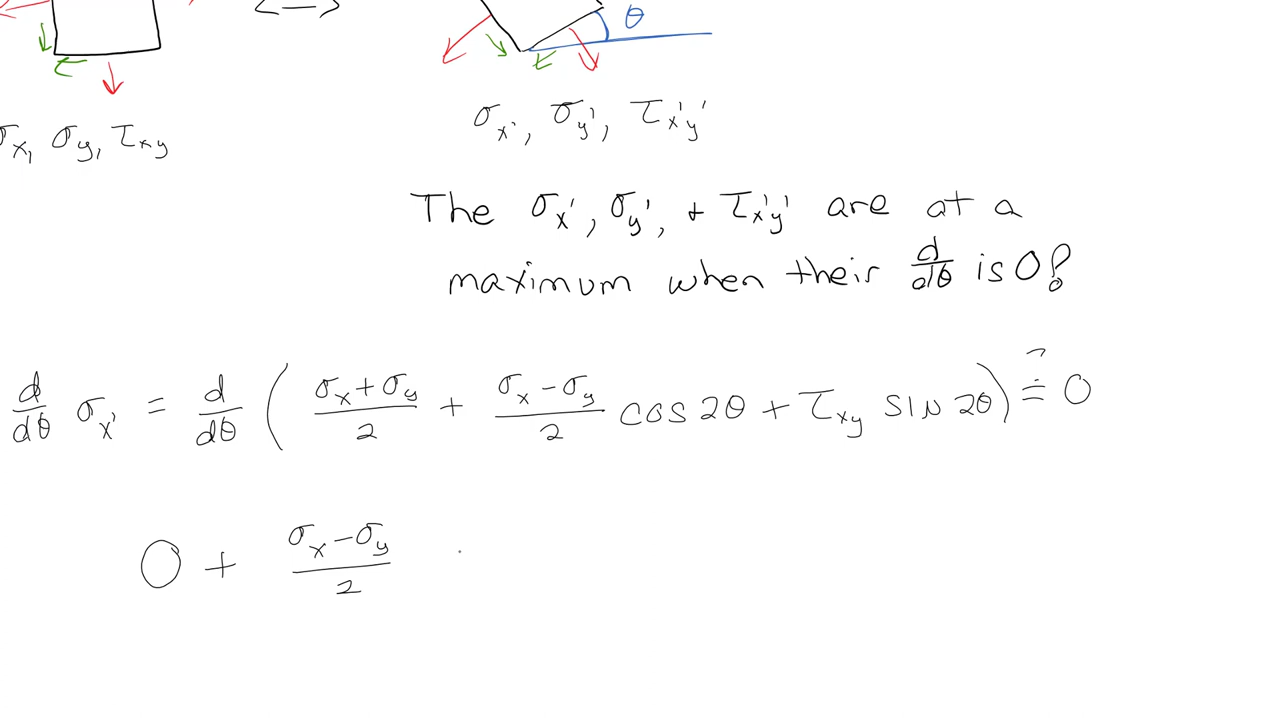 θ
σx, σy, τxy
σx', σy', τx'y'
The σx', σy', + τx'y' are at a
maximum when their d/dθ is 0!
d/dθ σx' = d/dθ ( (σx + σy)/2 + (σx - σy)/2 cos 2θ + τxy sin 2θ ) ≟ 0
0 + (σx - σy)/2